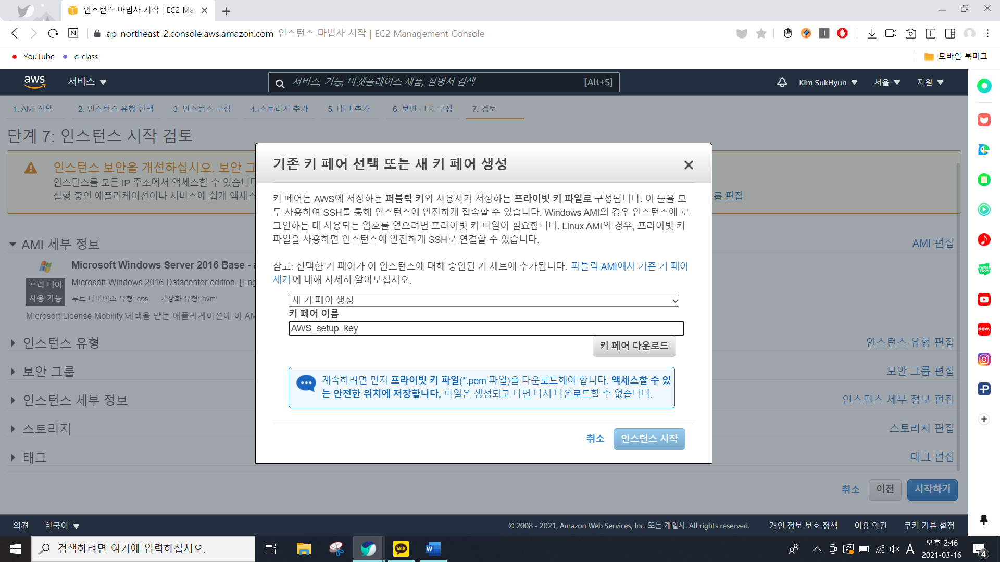 인스턴스 마법사 시작 | EC2 Mar
ap-northeast-2.console.aws.amazon.com 인스턴스 마법사 시작 | EC2 Management Console
YouTube e-class 모바일 북마크
aws 서비스 서비스, 기능, 마켓플레이스 제품, 설명서 검색 [Alt+S] Kim SukHyun 서울 지원
1. AMI 선택 2. 인스턴스 유형 선택 3. 인스턴스 구성 4. 스토리지 추가 5. 태그 추가 6. 보안 그룹 구성 7. 검토
단계 7: 인스턴스 시작 검토
인스턴스 보안을 개선하십시오. 보안 그
인스턴스를 모든 IP 주소에서 액세스할 수 있습니다
실행 중인 애플리케이션이나 서비스에 쉽게 액세스 룹 편집
AMI 세부 정보 AMI 편집
Microsoft Windows Server 2016 Base - a
프리 티어
사용 가능
Microsoft Windows 2016 Datacenter edition. [Eng
루트 디바이스 유형: ebs 가상화 유형: hvm
Microsoft License Mobility 혜택을 받는 애플리케이션에 이 AM
인스턴스 유형 인스턴스 유형 편집
보안 그룹 보안 그룹 편집
인스턴스 세부 정보 인스턴스 세부 정보 편집
스토리지 스토리지 편집
태그 태그 편집
기존 키 페어 선택 또는 새 키 페어 생성
키 페어는 AWS에 저장하는 퍼블릭 키와 사용자가 저장하는 프라이빗 키 파일로 구성됩니다. 이 둘을 모
두 사용하여 SSH를 통해 인스턴스에 안전하게 접속할 수 있습니다. Windows AMI의 경우 인스턴스에 로
그인하는 데 사용되는 암호를 얻으려면 프라이빗 키 파일이 필요합니다. Linux AMI의 경우, 프라이빗 키
파일을 사용하면 인스턴스에 안전하게 SSH로 연결할 수 있습니다.
참고: 선택한 키 페어가 이 인스턴스에 대해 승인된 키 세트에 추가됩니다. 퍼블릭 AMI에서 기존 키 페어
제거 에 대해 자세히 알아보십시오.
새 키 페어 생성
키 페어 이름
AWS_setup_key
키 페어 다운로드
계속하려면 먼저 프라이빗 키 파일(*.pem 파일)을 다운로드해야 합니다. 액세스할 수 있
는 안전한 위치에 저장합니다. 파일은 생성되고 나면 다시 다운로드할 수 없습니다.
취소 인스턴스 시작
취소 이전 시작하기
의견 한국어 © 2008 - 2021, Amazon Web Services, Inc. 또는 계열사. All rights reserved. 개인 정보 보호 정책 이용 약관 쿠키 기본 설정
WEB
TOON
NOW.
검색하려면 여기에 입력하십시오. TALK W A 오후 2:46
2021-03-16 4